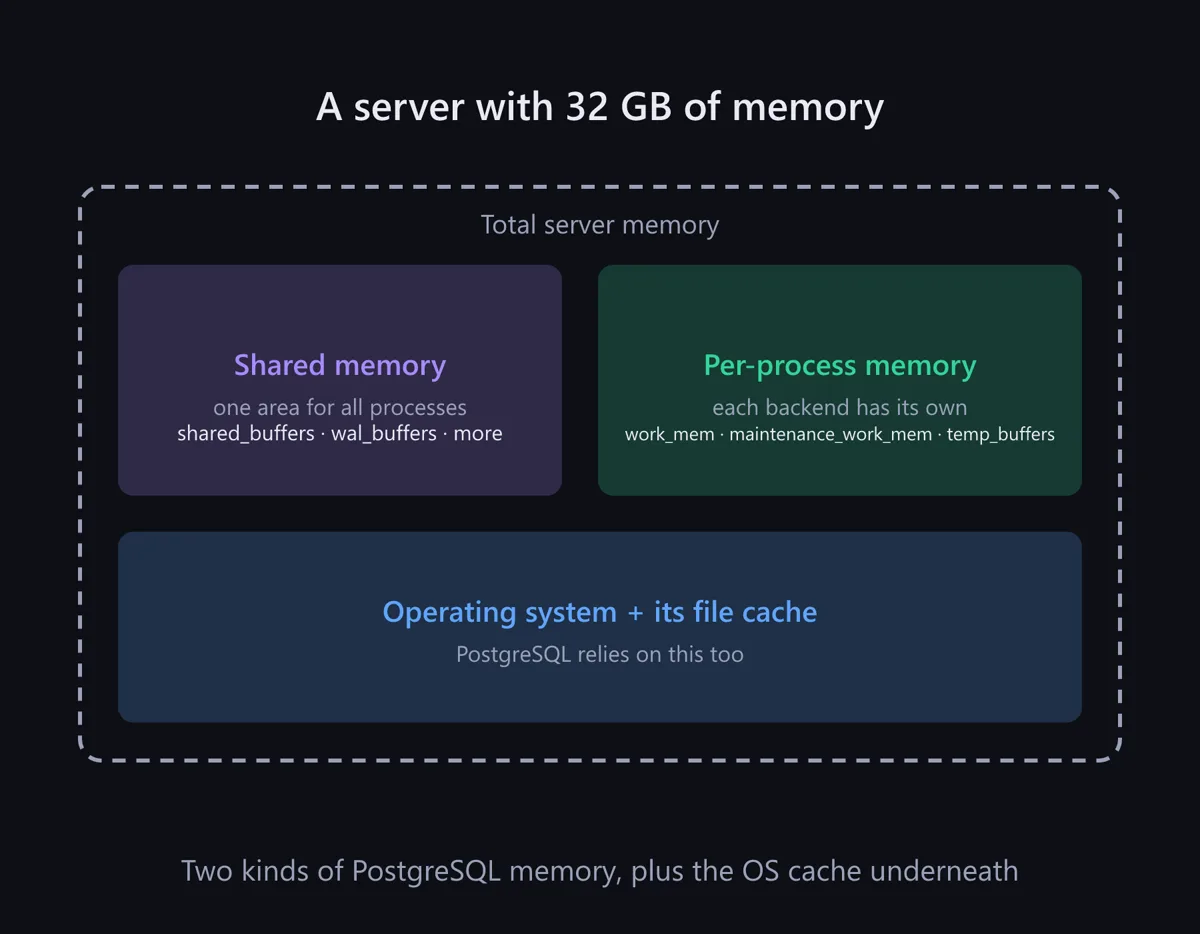 A server with 32 GB of memory
Total server memory
Shared memory
one area for all processes
shared_buffers · wal_buffers · more
Per-process memory
each backend has its own
work_mem · maintenance_work_mem · temp_buffers
Operating system + its file cache
PostgreSQL relies on this too
Two kinds of PostgreSQL memory, plus the OS cache underneath